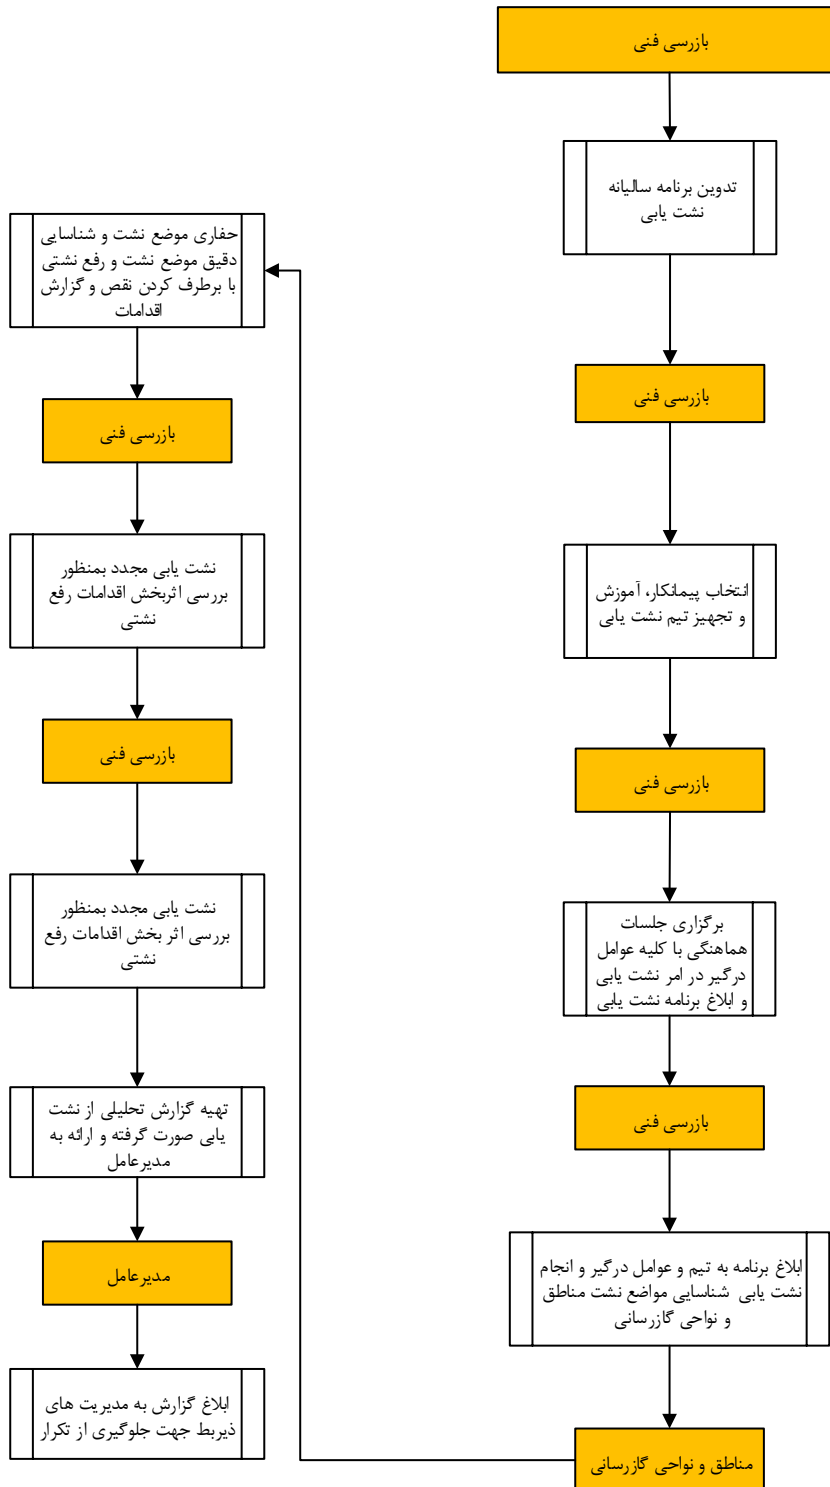 بازرسی فنی
تدوین برنامه سالیانه
نشت یابی
بازرسی فنی
انتخاب پیمانکار، آموزش
و تجهیز تیم نشت یابی
بازرسی فنی
برگزاری جلسات
هماهنگی با کلیه عوامل
درگیر در امر نشت یابی
و ابلاغ برنامه نشت یابی
بازرسی فنی
ابلاغ برنامه به تیم و عوامل درگیر و انجام
نشت یابی شناسایی مواضع نشت مناطق
و نواحی گازرسانی
مناطق و نواحی گازرسانی
حفاری موضع نشت و شناسایی
دقیق موضع نشت و رفع نشتی
با برطرف کردن نقص و گزارش
اقدامات
بازرسی فنی
نشت یابی مجدد بمنظور
بررسی اثربخش اقدامات رفع
نشتی
بازرسی فنی
نشت یابی مجدد بمنظور
بررسی اثر بخش اقدامات رفع
نشتی
تهیه گزارش تحلیلی از نشت
یابی صورت گرفته و ارائه به
مدیرعامل
مدیرعامل
ابلاغ گزارش به مدیریت های
ذیربط جهت جلوگیری از تکرار